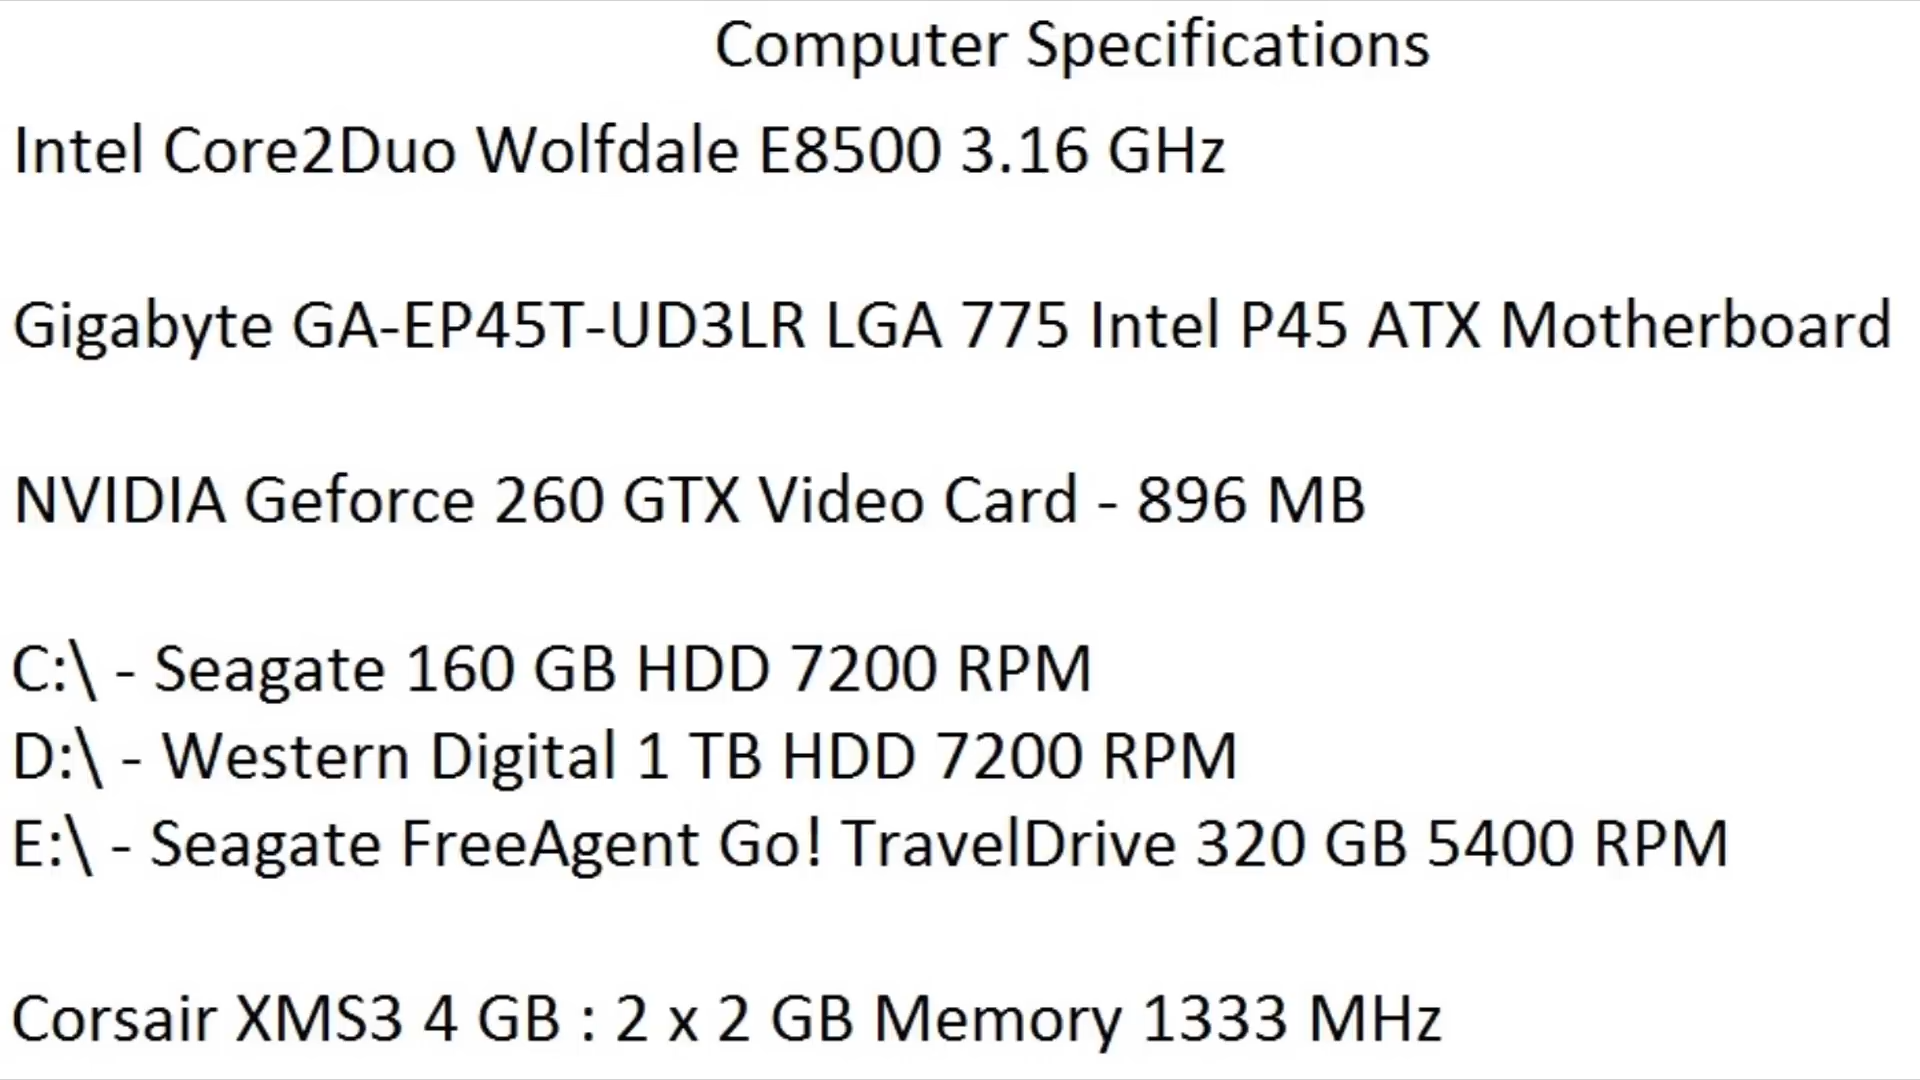 Computer Specifications
Intel Core2Duo Wolfdale E8500 3.16 GHz
Gigabyte GA-EP45T-UD3LR LGA 775 Intel P45 ATX Motherboard
NVIDIA Geforce 260 GTX Video Card - 896 MB
C:\ - Seagate 160 GB HDD 7200 RPM
D:\ - Western Digital 1 TB HDD 7200 RPM
E:\ - Seagate FreeAgent Go! TravelDrive 320 GB 5400 RPM
Corsair XMS3 4 GB : 2 x 2 GB Memory 1333 MHz